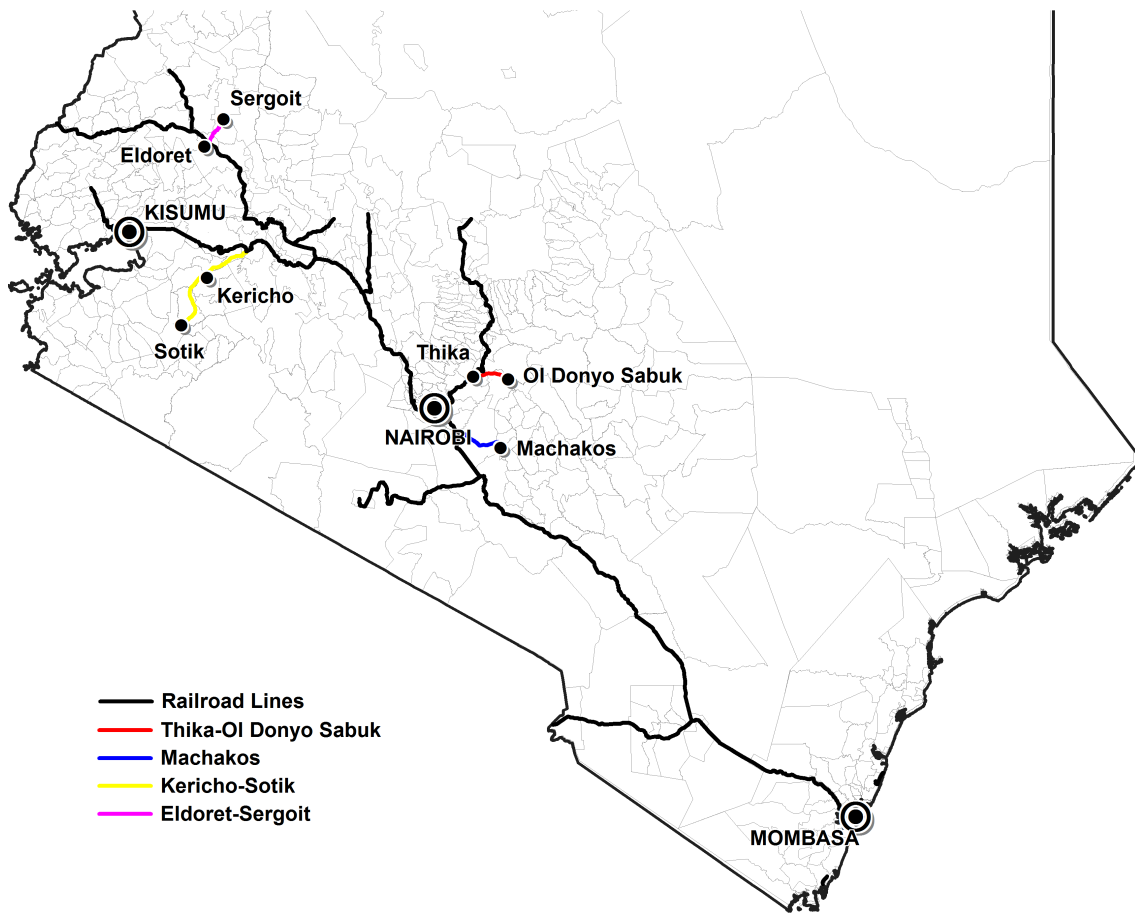 Sergoit
Eldoret
KISUMU
Kericho
Sotik
Thika
Ol Donyo Sabuk
NAIROBI
Machakos
Railroad Lines
Thika-Ol Donyo Sabuk
Machakos
Kericho-Sotik
Eldoret-Sergoit
MOMBASA